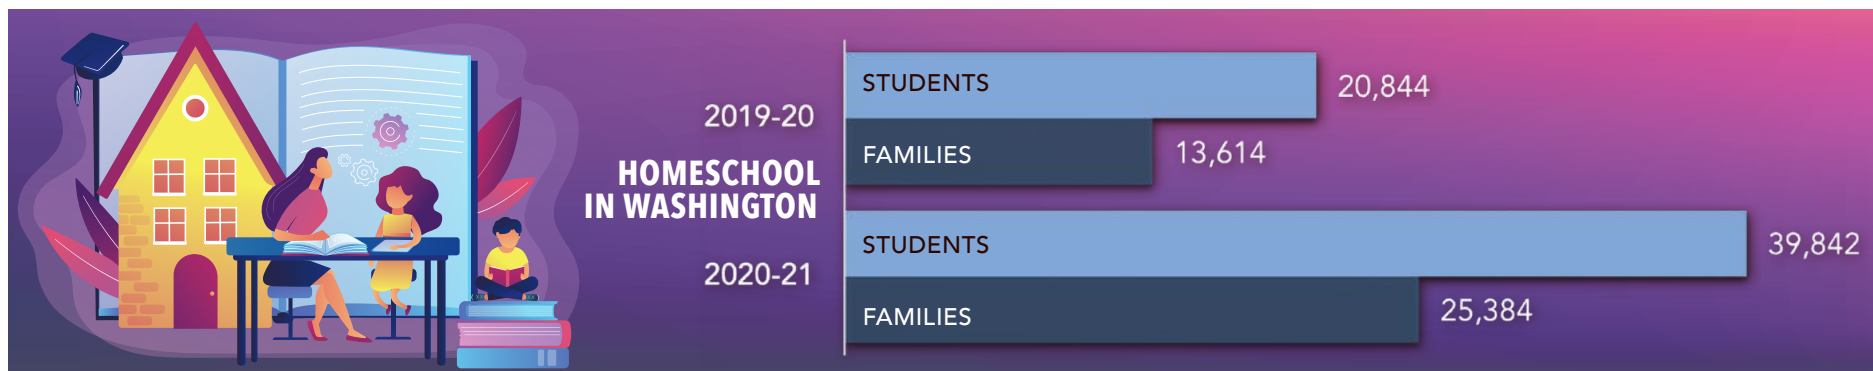 HOMESCHOOL
IN WASHINGTON
2019-20
STUDENTS 20,844
FAMILIES 13,614
2020-21
STUDENTS 39,842
FAMILIES 25,384